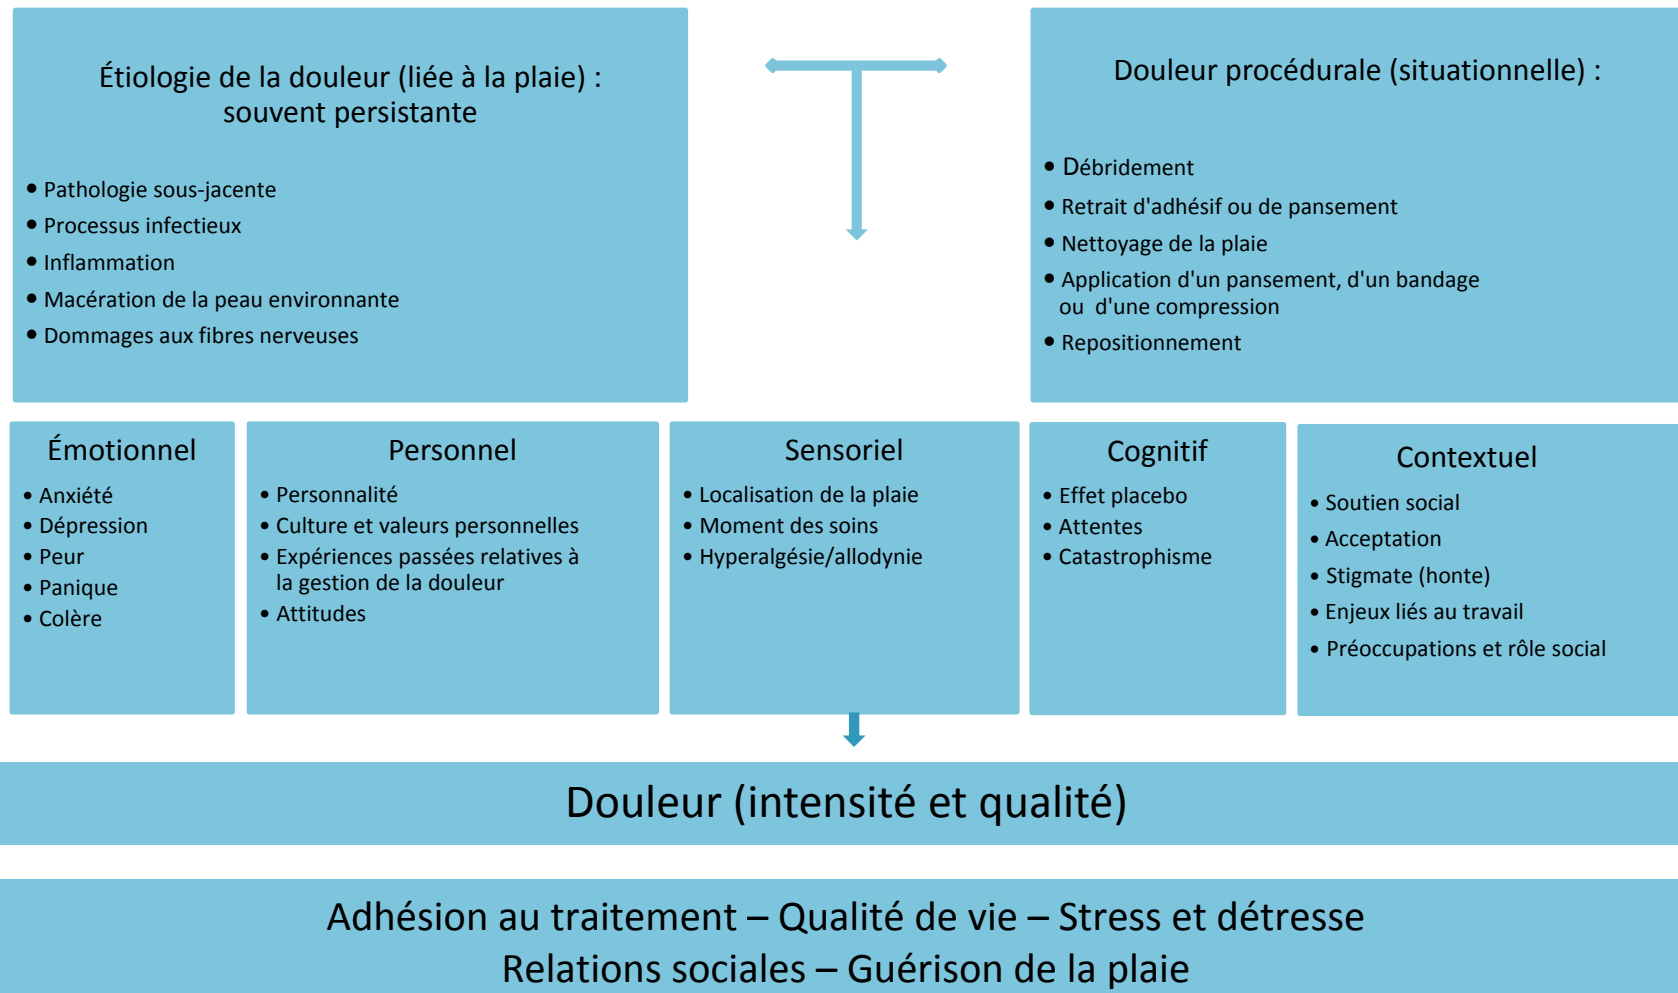 Étiologie de la douleur (liée à la plaie) :
souvent persistante
• Pathologie sous-jacente
• Processus infectieux
• Inflammation
• Macération de la peau environnante
• Dommages aux fibres nerveuses
Douleur procédurale (situationnelle) :
• Débridement
• Retrait d'adhésif ou de pansement
• Nettoyage de la plaie
• Application d'un pansement, d'un bandage
ou d'une compression
• Repositionnement
Émotionnel
• Anxiété
• Dépression
• Peur
• Panique
• Colère
Personnel
• Personnalité
• Culture et valeurs personnelles
• Expériences passées relatives à
la gestion de la douleur
• Attitudes
Sensoriel
• Localisation de la plaie
• Moment des soins
• Hyperalgésie/allodynie
Cognitif
• Effet placebo
• Attentes
• Catastrophisme
Contextuel
• Soutien social
• Acceptation
• Stigmate (honte)
• Enjeux liés au travail
• Préoccupations et rôle social
Douleur (intensité et qualité)
Adhésion au traitement – Qualité de vie – Stress et détresse
Relations sociales – Guérison de la plaie